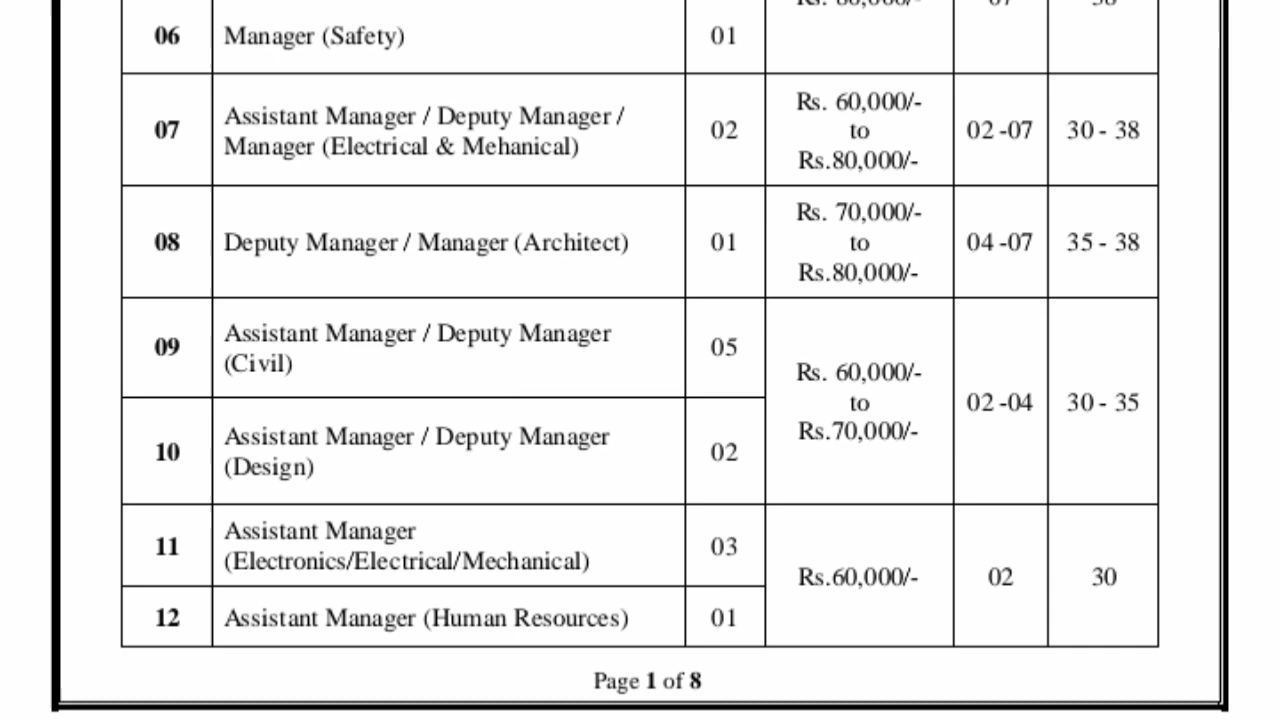 06
Manager (Safety)
01
07
Assistant Manager / Deputy Manager /
Manager (Electrical & Mehanical)
02
Rs. 60,000/-
to
Rs.80,000/-
02 -07
30 - 38
08
Deputy Manager / Manager (Architect)
01
Rs. 70,000/-
to
Rs.80,000/-
04 -07
35 - 38
09
Assistant Manager / Deputy Manager
(Civil)
05
Rs. 60,000/-
to
Rs.70,000/-
02 -04
30 - 35
10
Assistant Manager / Deputy Manager
(Design)
02
11
Assistant Manager
(Electronics/Electrical/Mechanical)
03
Rs.60,000/-
02
30
12
Assistant Manager (Human Resources)
01
Page 1 of 8